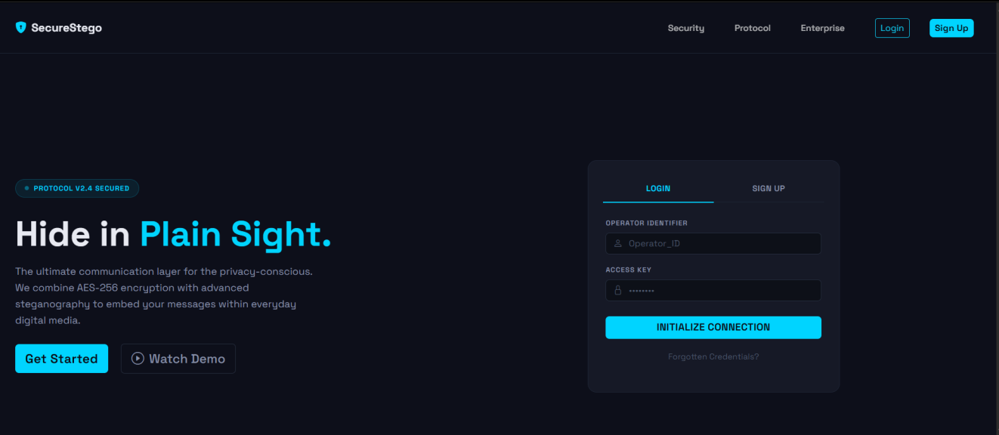 SecureStego
Security Protocol Enterprise Login Sign Up
PROTOCOL V2.4 SECURED
Hide in Plain Sight.
The ultimate communication layer for the privacy-conscious.
We combine AES-256 encryption with advanced
steganography to embed your messages within everyday
digital media.
Get Started
Watch Demo
LOGIN
SIGN UP
OPERATOR IDENTIFIER
Operator_ID
ACCESS KEY
••••••••
INITIALIZE CONNECTION
Forgotten Credentials?